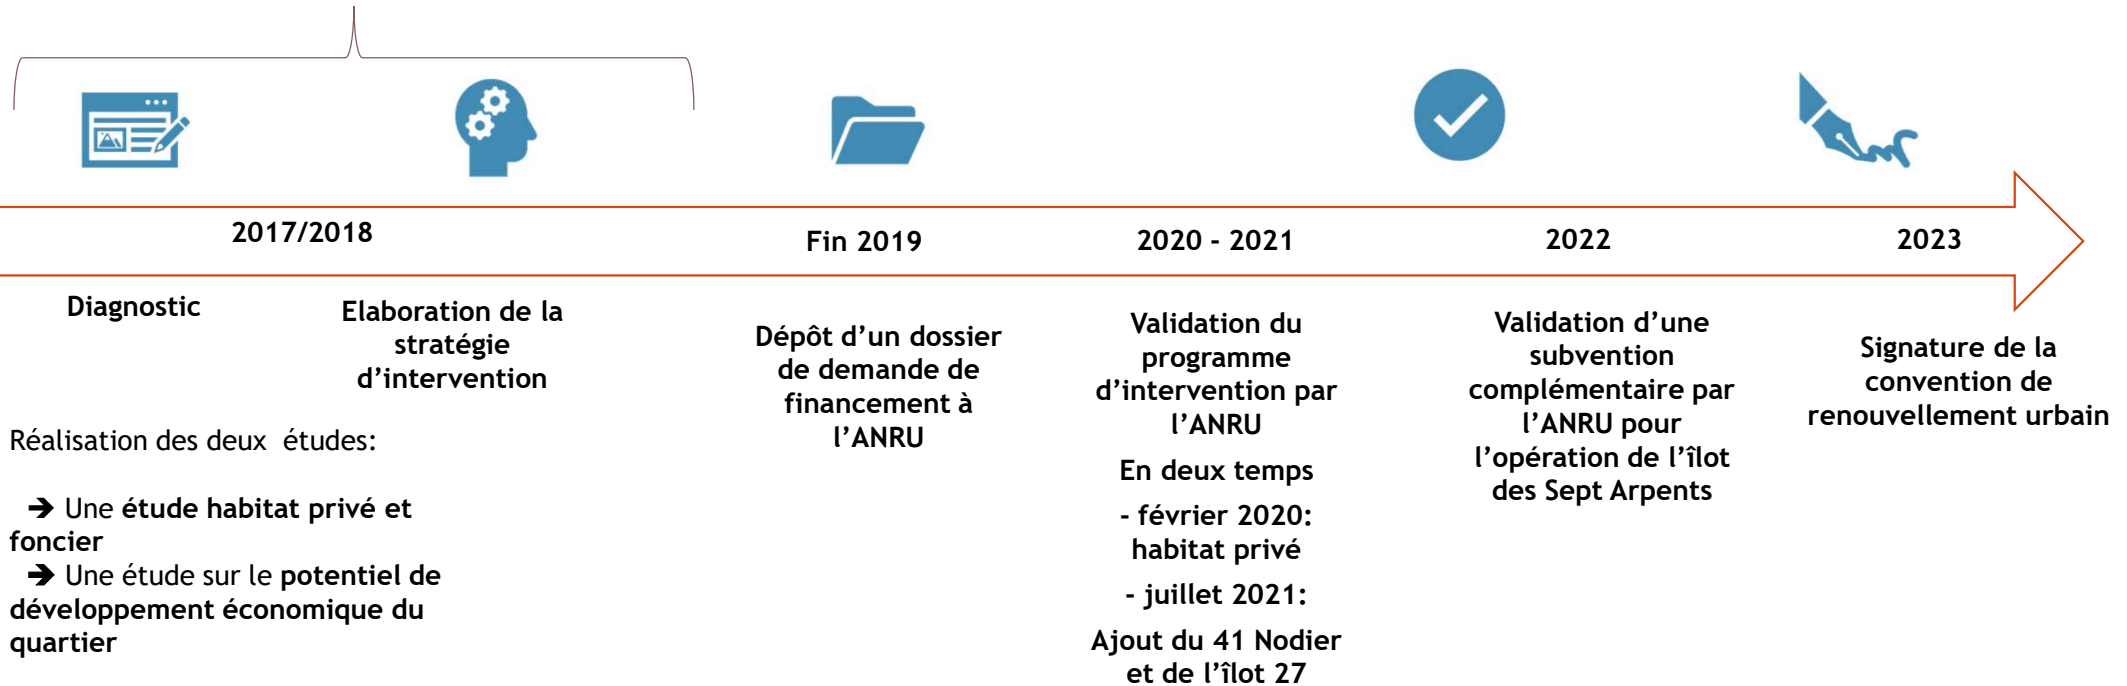 2017/2018
Fin 2019
2020 - 2021
2022
2023
Diagnostic
Elaboration de la
stratégie
d’intervention
Réalisation des deux études:
➔ Une étude habitat privé et
foncier
➔ Une étude sur le potentiel de
développement économique du
quartier
Dépôt d’un dossier
de demande de
financement à
l’ANRU
Validation du
programme
d’intervention par
l’ANRU
En deux temps
- février 2020:
habitat privé
- juillet 2021:
Ajout du 41 Nodier
et de l’îlot 27
Validation d’une
subvention
complémentaire par
l’ANRU pour
l’opération de l’îlot
des Sept Arpents
Signature de la
convention de
renouvellement urbain